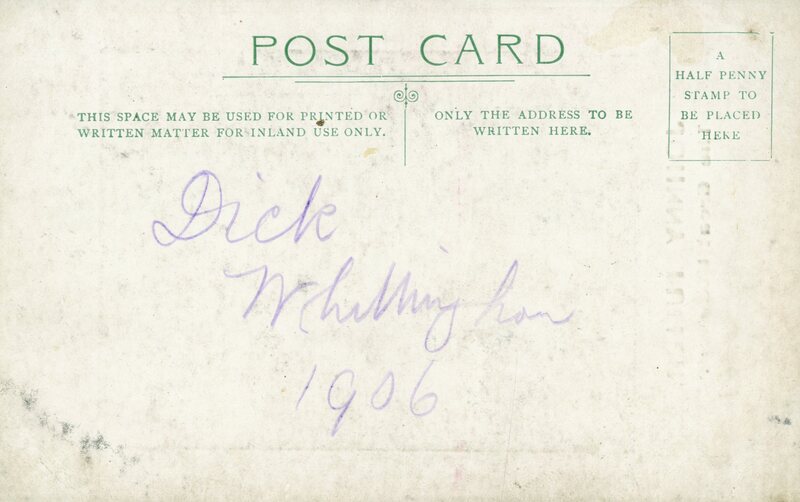 POST CARD
THIS SPACE MAY BE USED FOR PRINTED OR
WRITTEN MATTER FOR INLAND USE ONLY.
ONLY THE ADDRESS TO BE
WRITTEN HERE.
A
HALF PENNY
STAMP TO
BE PLACED
HERE
Dick
Whittington
1906